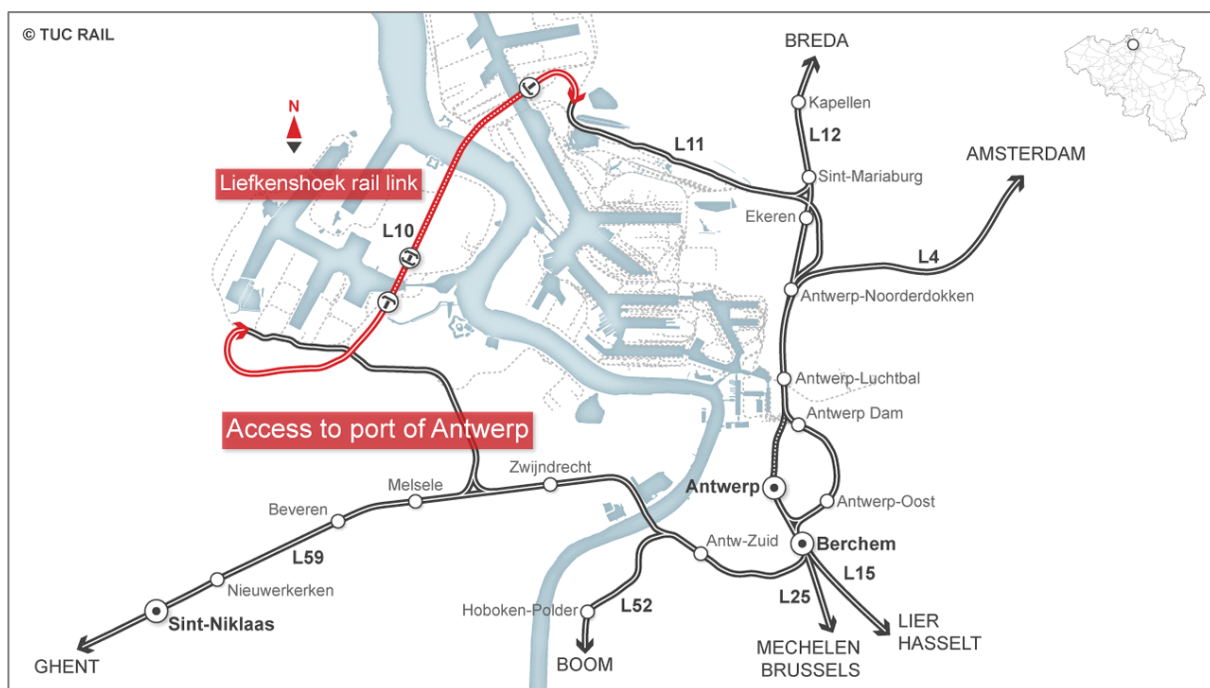 © TUC RAIL
BREDA
Kapellen
N
L11
L12
AMSTERDAM
Liefkenshoek rail link
Sint-Mariaburg
Ekeren
L10
L4
Antwerp-Noorderdokken
Antwerp-Luchtbal
Access to port of Antwerp
Antwerp Dam
Zwijndrecht
Melsele
Antwerp
Beveren
Antwerp-Oost
Antw-Zuid
Berchem
L59
L15
Nieuwerkerken
L25
L52
Hoboken-Polder
Sint-Niklaas
LIER
HASSELT
GHENT
BOOM
MECHELEN
BRUSSELS